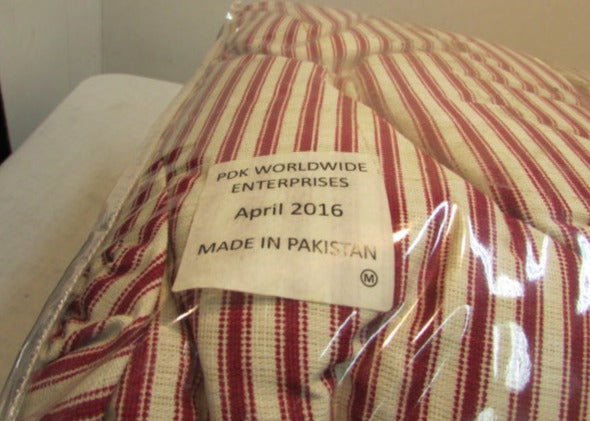 PDK WORLDWIDE
ENTERPRISES
April 2016
MADE IN PAKISTAN
M